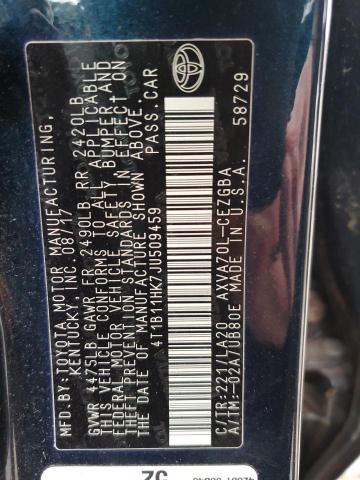 MFD.BY:TOYOTA MOTOR MANUFACTURING,
KENTUCKY, INC 08/17
GVWR 4475LB GAWR FR 2490LB RR 2420LB
THIS VEHICLE CONFORMS TO ALL APPLICABLE
FEDERAL MOTOR VEHICLE SAFETY, BUMPER, AND
THEFT PREVENTION STANDARDS IN EFFECT ON
THE DATE OF MANUFACTURE SHOWN ABOVE.
4T1B11HK7JU509459 PASS.CAR
C/TR:221/LA20 AXVA70L-CEZGBA
A/TM:-02A/UB80E MADE IN U.S.A.
58729